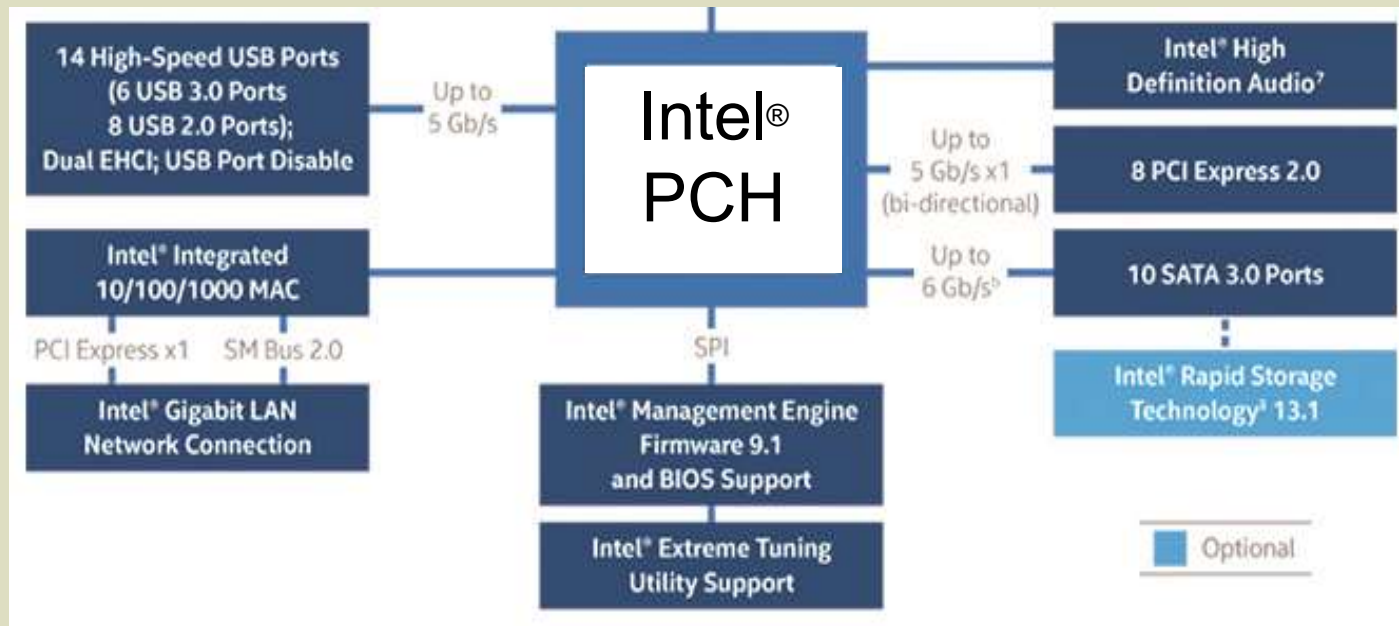 14 High-Speed USB Ports
(6 USB 3.0 Ports
8 USB 2.0 Ports);
Dual EHCI; USB Port Disable
Up to
5 Gb/s
Intel®
PCH
Intel® High
Definition Audio⁷
Up to
5 Gb/s x1
(bi-directional)
8 PCI Express 2.0
Intel® Integrated
10/100/1000 MAC
Up to
6 Gb/s⁵
10 SATA 3.0 Ports
PCI Express x1
SM Bus 2.0
SPI
Intel® Rapid Storage
Technology³ 13.1
Intel® Gigabit LAN
Network Connection
Intel® Management Engine
Firmware 9.1
and BIOS Support
Intel® Extreme Tuning
Utility Support
Optional